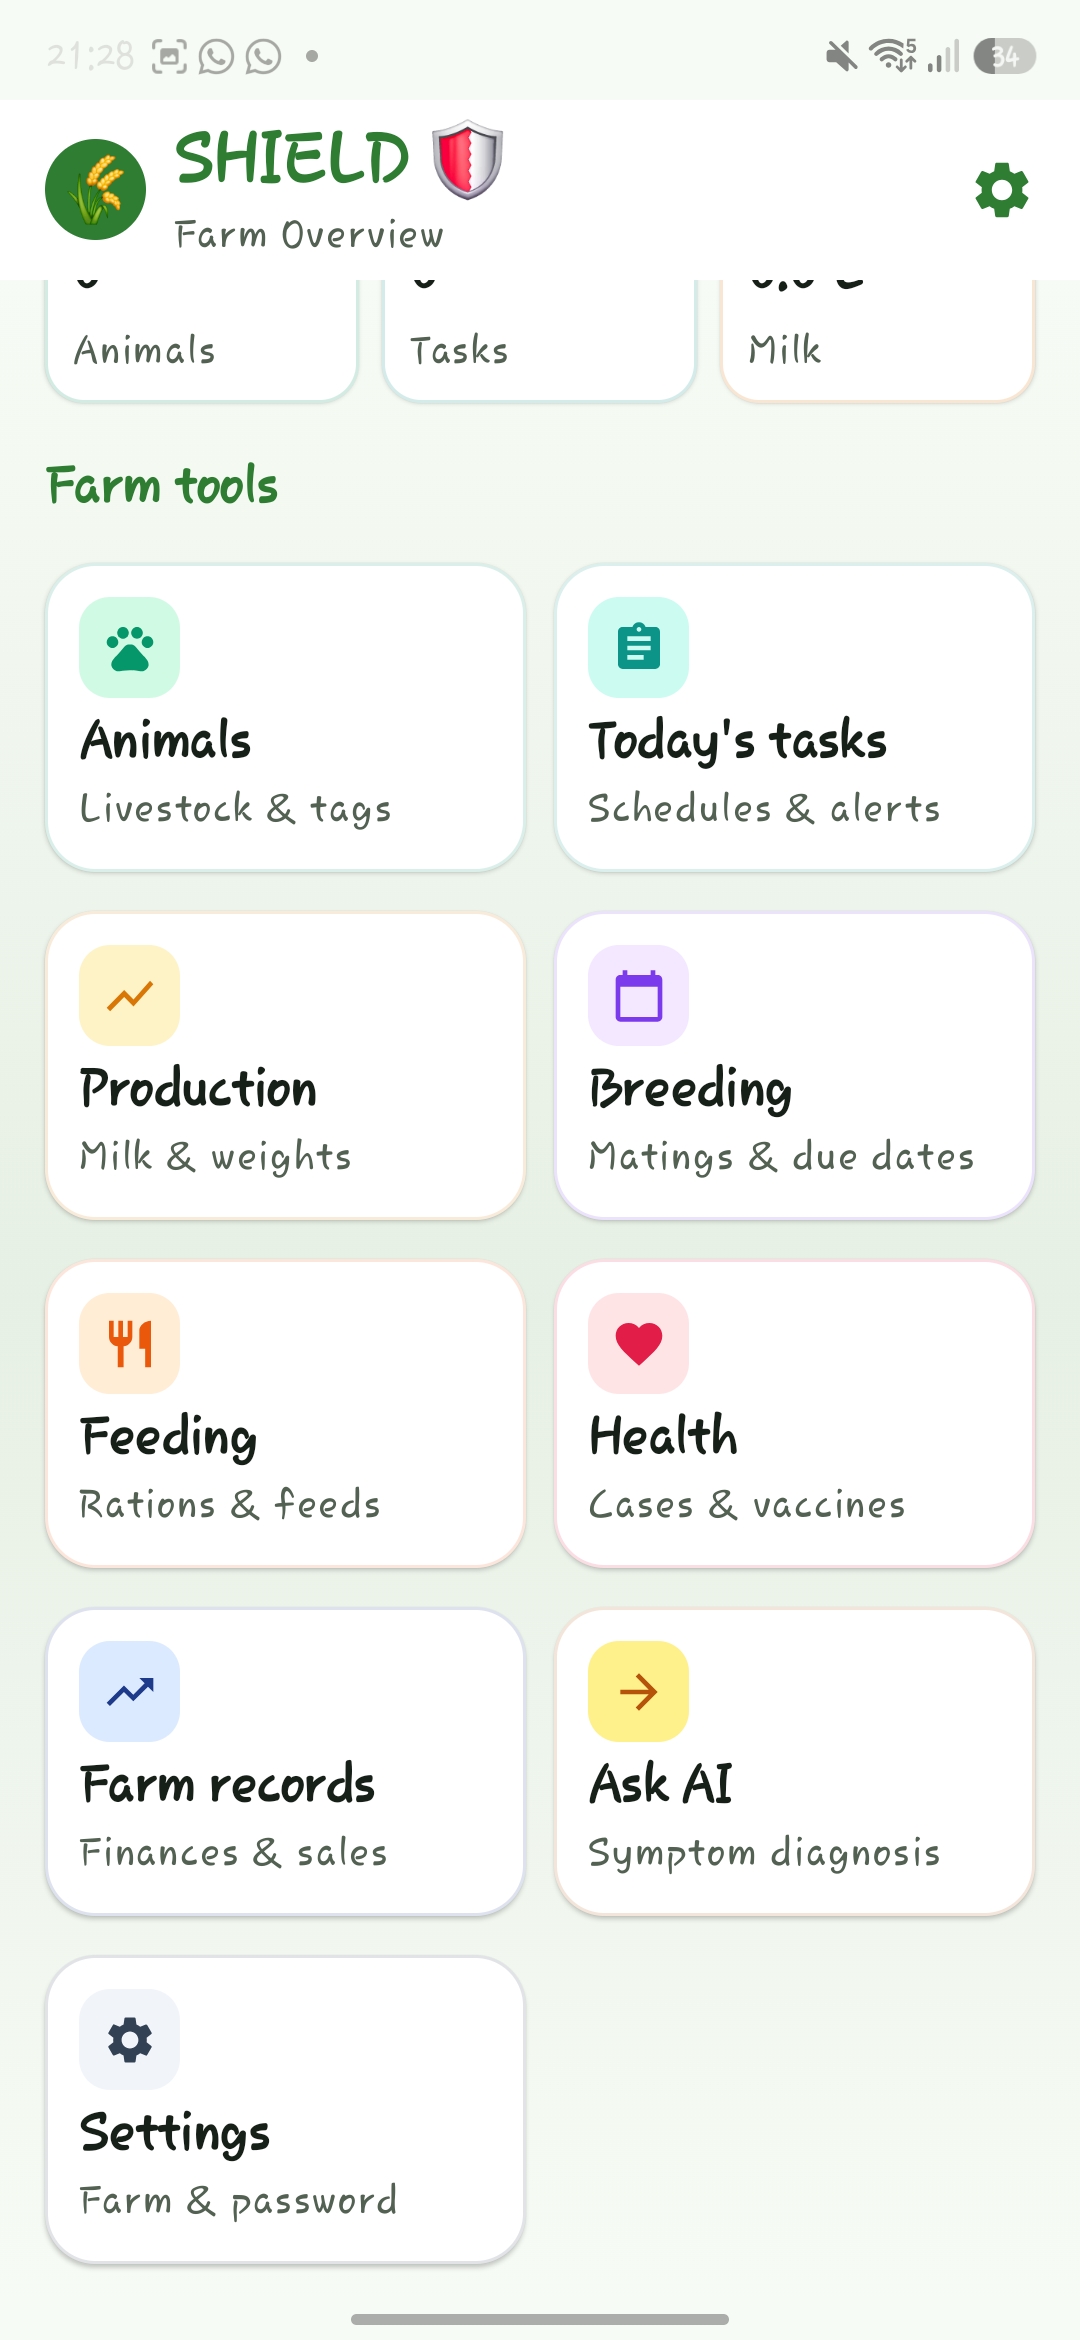 21:28
5
34
SHIELD
Farm Overview
Animals
Tasks
Milk
Farm tools
Animals
Livestock & tags
Today's tasks
Schedules & alerts
Production
Milk & weights
Breeding
Matings & due dates
Feeding
Rations & feeds
Health
Cases & vaccines
Farm records
Finances & sales
Ask AI
Symptom diagnosis
Settings
Farm & password